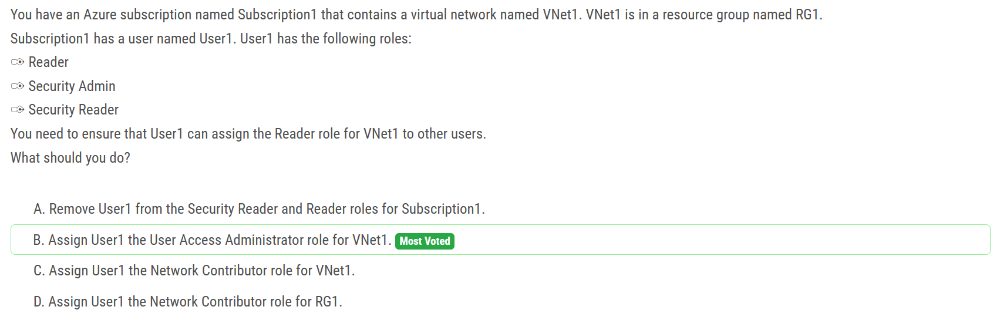 You have an Azure subscription named Subscription1 that contains a virtual network named VNet1. VNet1 is in a resource group named RG1.
Subscription1 has a user named User1. User1 has the following roles:
Reader
Security Admin
Security Reader
You need to ensure that User1 can assign the Reader role for VNet1 to other users.
What should you do?
A. Remove User1 from the Security Reader and Reader roles for Subscription1.
B. Assign User1 the User Access Administrator role for VNet1. Most Voted
C. Assign User1 the Network Contributor role for VNet1.
D. Assign User1 the Network Contributor role for RG1.